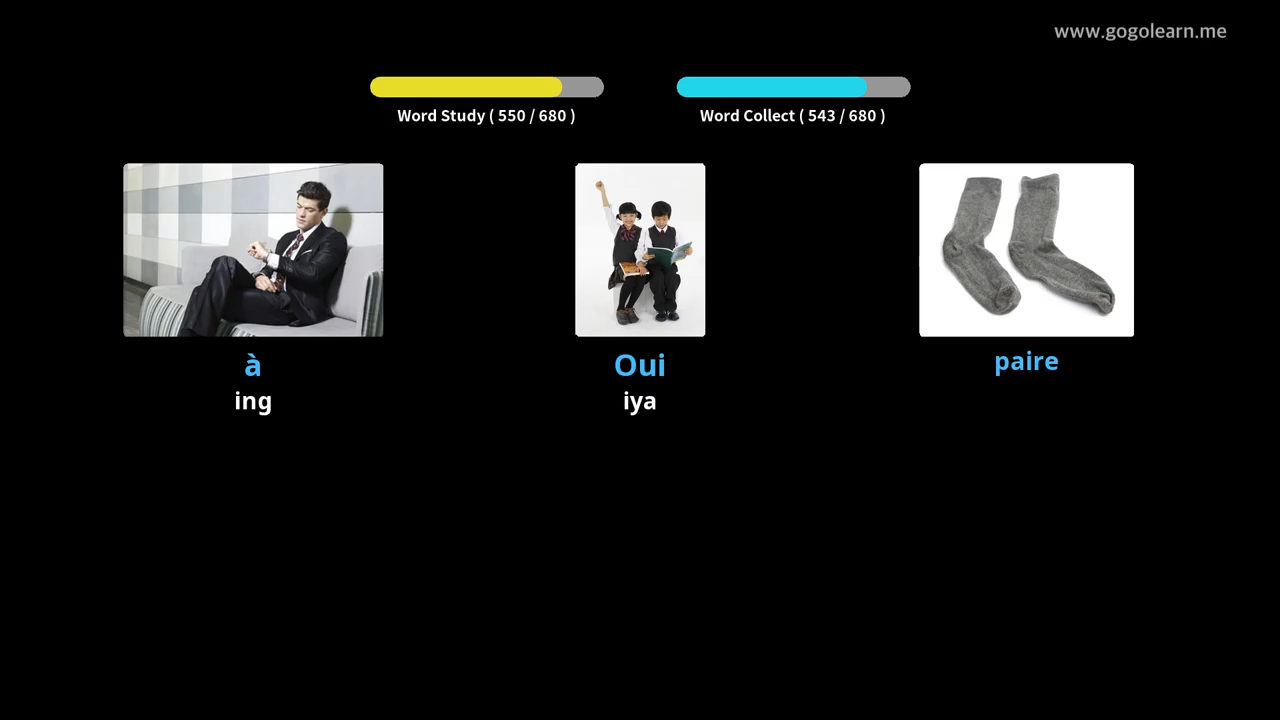 www.gogolearn.me
Word Study ( 550 / 680 )
Word Collect ( 543 / 680 )
à
ing
Oui
iya
paire